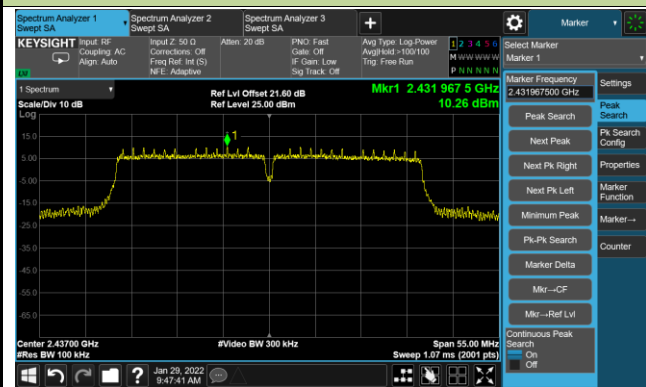 Spectrum Analyzer 1
Swept SA
Spectrum Analyzer 2
Swept SA
Spectrum Analyzer 3
Swept SA
+
Marker
KEYSIGHT
Input: RF
Coupling: AC
Align: Auto
Input Z: 50 Ω
Corrections: Off
Freq Ref: Int (S)
NFE: Adaptive
Atten: 20 dB
PNO: Fast
Gate: Off
IF Gain: Low
Sig Track: Off
Avg Type: Log-Power
Avg|Hold:>100/100
Trig: Free Run
1 2 3 4 5 6
M W W W W W
P N N N N N
LXI
Select Marker
Marker 1
1 Spectrum
Scale/Div 10 dB
Log
Ref Lvl Offset 21.60 dB
Ref Level 25.00 dBm
Mkr1 2.431 967 5 GHz
10.26 dBm
15.0
5.00
-5.00
-15.0
-25.0
-35.0
-45.0
-55.0
-65.0
1
Center 2.43700 GHz
#Res BW 100 kHz
#Video BW 300 kHz
Span 55.00 MHz
Sweep 1.07 ms (2001 pts)
Marker Frequency
2.431967500 GHz
Peak Search
Next Peak
Next Pk Right
Next Pk Left
Minimum Peak
Pk-Pk Search
Marker Delta
Mkr→CF
Mkr→Ref Lvl
Continuous Peak
Search
On
Off
Settings
Peak
Search
Pk Search
Config
Properties
Marker
Function
Marker→
Counter
?
Jan 29, 2022
9:47:41 AM